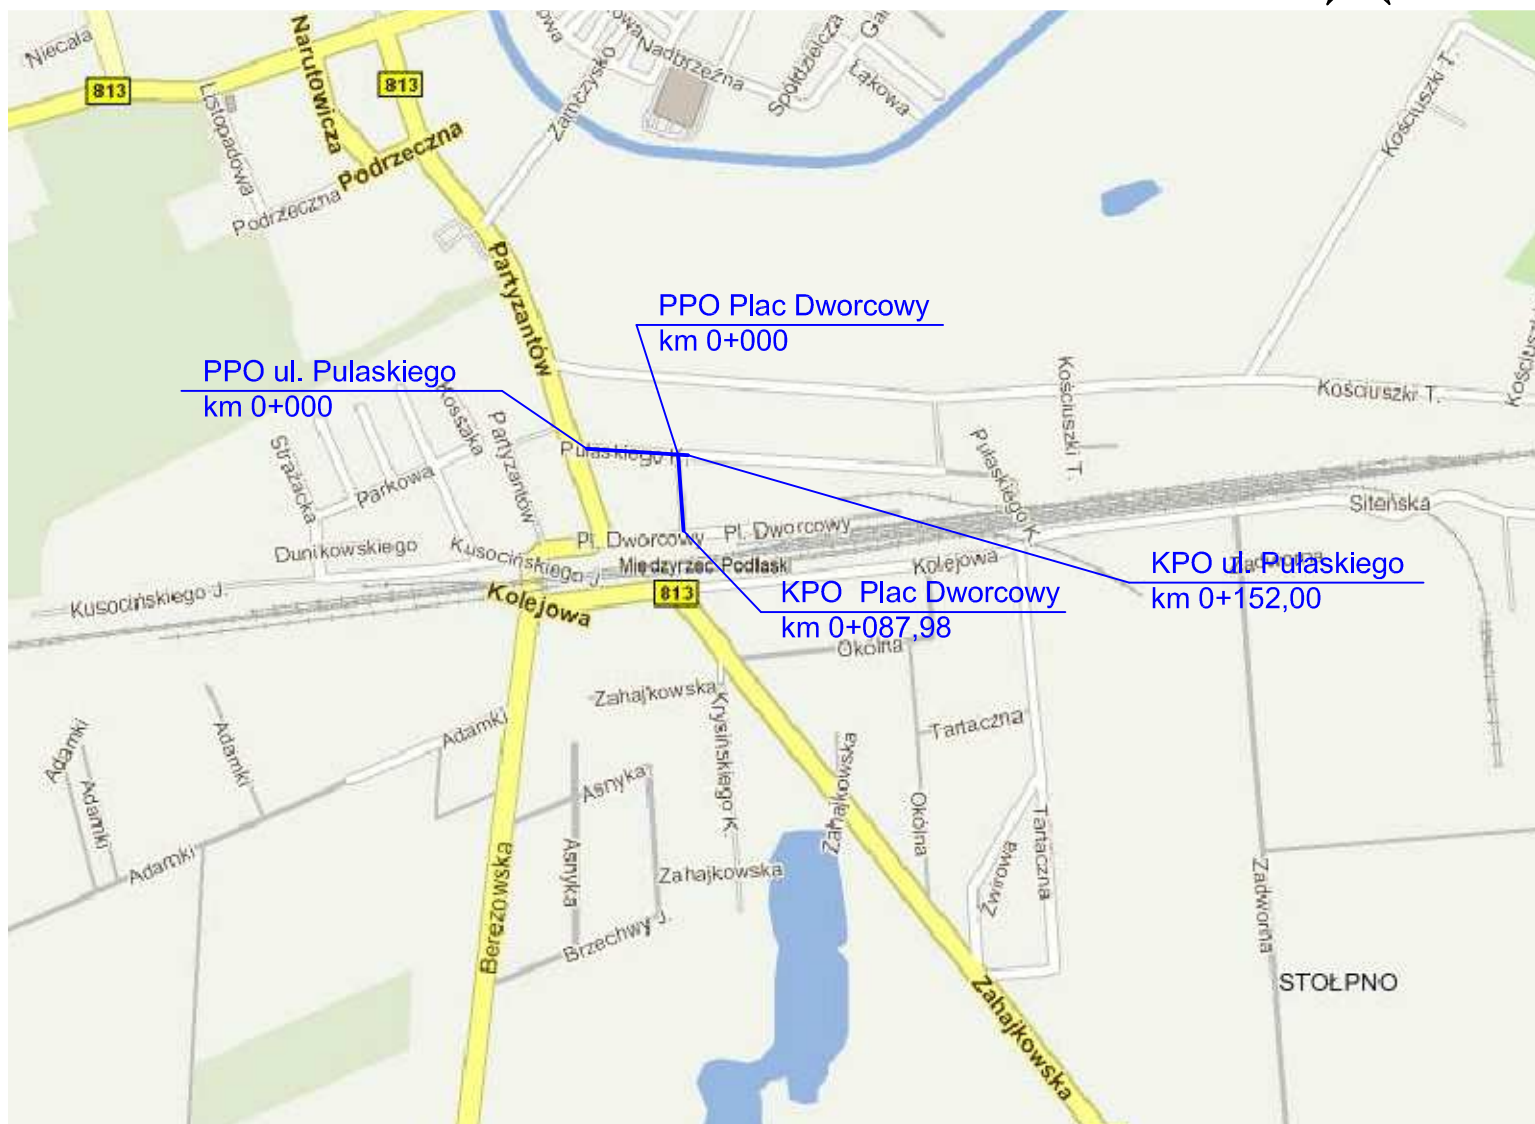 Niecała
813
Narutowicza
813
Listopadowa
Podrzeczna
Podrzeczna
Zamczysko
Nadbrzeżna
Spółdzielcza
Łąkowa
Kościuszki T.
Partyzantów
PPO Plac Dworcowy
km 0+000
PPO ul. Pulaskiego
km 0+000
Kossaka
Partyzantów
Strażacka
Parkowa
Pułaskiego K.
Kościuszki T.
Kościuszki T.
Pułaskiego K.
Siteńska
Dunikowskiego
Kusocińskiego J.
Pl. Dworcowy
Pl. Dworcowy
Międzyrzec Podlaski
Kolejowa
Zadworna
KPO ul. Pulaskiego
km 0+152,00
Kusocińskiego J.
Kolejowa
813
KPO Plac Dworcowy
km 0+087,98
Okólna
Zahajkowska
Krysińskiego K.
Tartaczna
Adamki
Adamki
Adamki
Adamki
Adamki
Asnyka
Asnyka
Zahajkowska
Okólna
Tartaczna
Żwirowa
Zahajkowska
Berezowska
Brzechwy J.
Zadworna
STOŁPNO
Zahajkowska